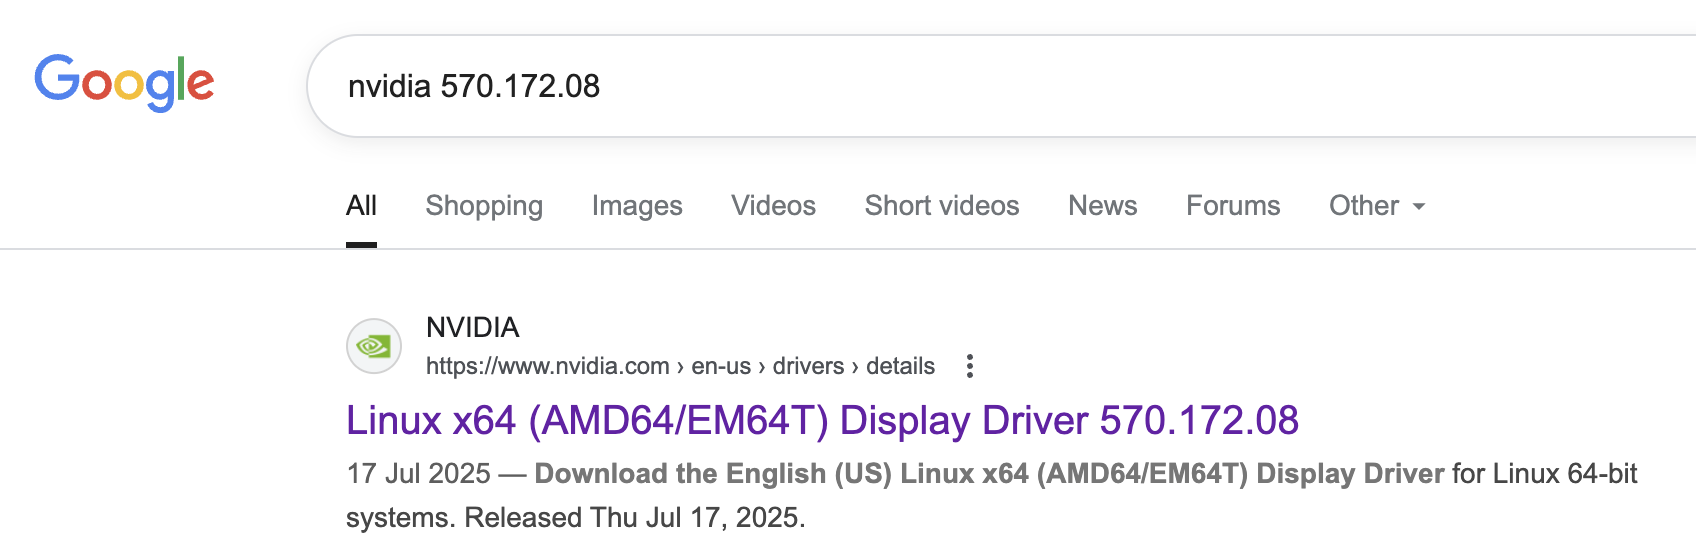 Google
nvidia 570.172.08
All Shopping Images Videos Short videos News Forums Other
NVIDIA
https://www.nvidia.com › en-us › drivers › details
Linux x64 (AMD64/EM64T) Display Driver 570.172.08
17 Jul 2025 — Download the English (US) Linux x64 (AMD64/EM64T) Display Driver for Linux 64-bit
systems. Released Thu Jul 17, 2025.